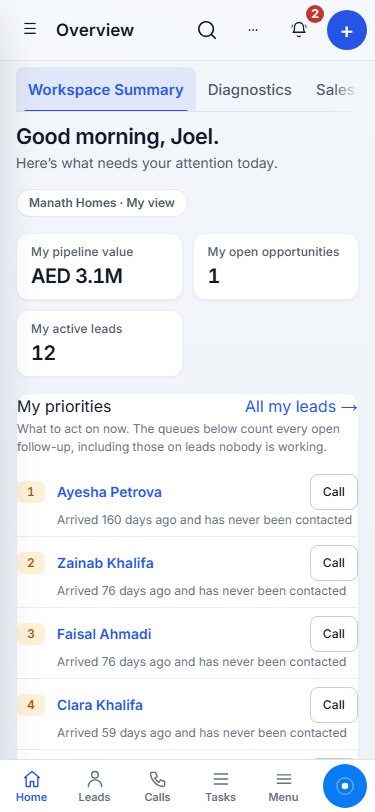 Overview
2
Workspace Summary
Diagnostics
Sales
Good morning, Joel.
Here's what needs your attention today.
Manath Homes · My view
My pipeline value
AED 3.1M
My open opportunities
1
My active leads
12
My priorities
All my leads →
What to act on now. The queues below count every open
follow-up, including those on leads nobody is working.
1
Ayesha Petrova
Call
Arrived 160 days ago and has never been contacted
2
Zainab Khalifa
Call
Arrived 76 days ago and has never been contacted
3
Faisal Ahmadi
Call
Arrived 76 days ago and has never been contacted
4
Clara Khalifa
Call
Arrived 59 days ago and has never been contacted
Home
Leads
Calls
Tasks
Menu